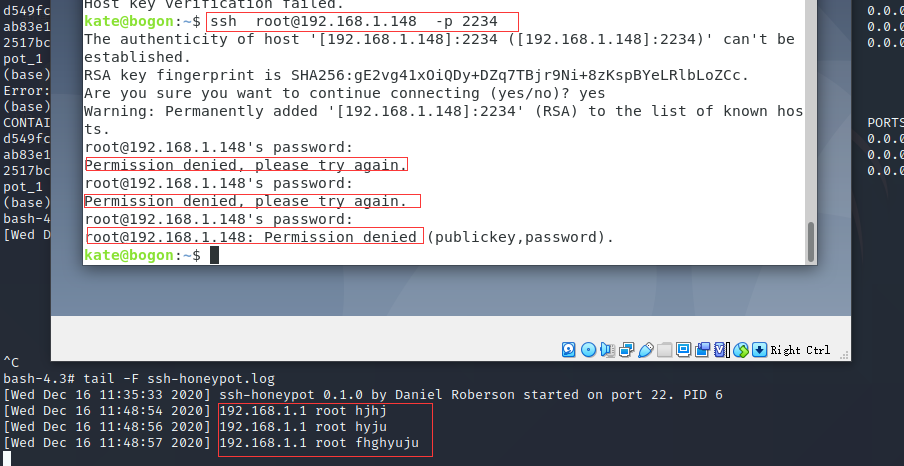 Host key verification failed.
d549fc
kate@bogon:~$ ssh  root@192.168.1.148  -p 2234
0.0.0
ab83e1
The authenticity of host '[192.168.1.148]:2234 ([192.168.1.148]:2234)' can't be
0.0.0
2517bc
established.
0.0.0
pot_1
RSA key fingerprint is SHA256:gE2vg41xOiQDy+DZq7TBjr9Ni+8zKspBYeLRlbLoZCc.
(base)
Are you sure you want to continue connecting (yes/no)? yes
Error:
Warning: Permanently added '[192.168.1.148]:2234' (RSA) to the list of known hos
(base)
ts.
CONTAI
PORTS
root@192.168.1.148's password:
d549fc
0.0.0
Permission denied, please try again.
ab83e1
0.0.0
root@192.168.1.148's password:
2517bc
0.0.0
pot_1
Permission denied, please try again.
(base)
root@192.168.1.148's password:
bash-4
root@192.168.1.148: Permission denied (publickey,password).
[Wed D
kate@bogon:~$
Right Ctrl
^C
bash-4.3# tail -F ssh-honeypot.log
[Wed Dec 16 11:35:33 2020] ssh-honeypot 0.1.0 by Daniel Roberson started on port 22. PID 6
[Wed Dec 16 11:48:54 2020] 192.168.1.1 root hjhj
[Wed Dec 16 11:48:56 2020] 192.168.1.1 root hyju
[Wed Dec 16 11:48:57 2020] 192.168.1.1 root fhghyuju